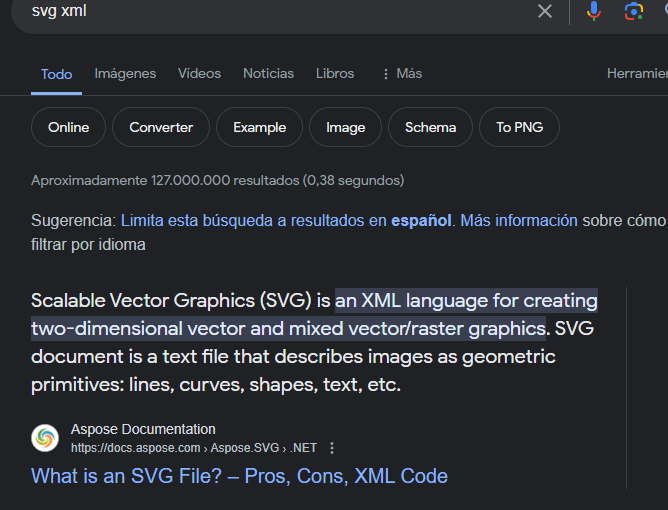 svg xml
Todo
Imágenes
Vídeos
Noticias
Libros
Más
Online
Converter
Example
Image
Schema
To PNG
Aproximadamente 127.000.000 resultados (0,38 segundos)
Sugerencia: Limita esta búsqueda a resultados en español. Más información sobre cómo
filtrar por idioma
Scalable Vector Graphics (SVG) is an XML language for creating
two-dimensional vector and mixed vector/raster graphics. SVG
document is a text file that describes images as geometric
primitives: lines, curves, shapes, text, etc.
Aspose Documentation
https://docs.aspose.com › Aspose.SVG › .NET
What is an SVG File? – Pros, Cons, XML Code